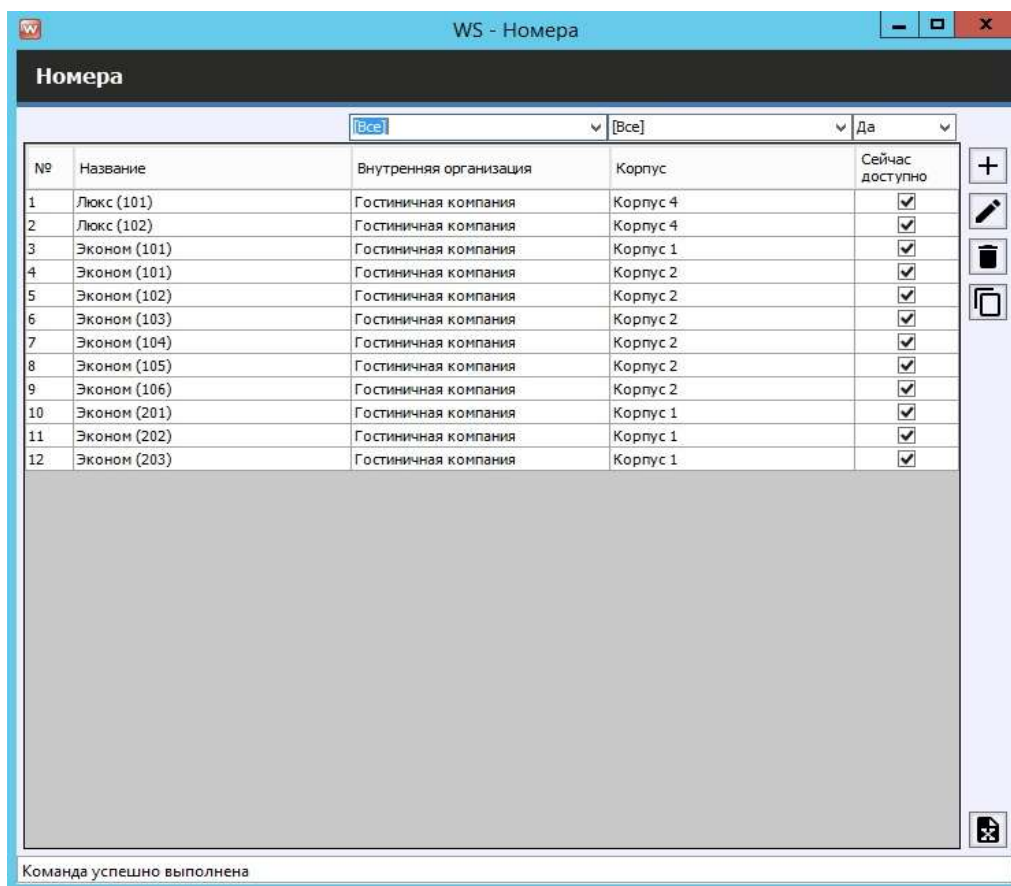 WS - Номера
Номера
[Все] [Все] Да
№ Название Внутренняя организация Корпус Сейчас доступно
1 Люкс (101) Гостиничная компания Корпус 4
2 Люкс (102) Гостиничная компания Корпус 4
3 Эконом (101) Гостиничная компания Корпус 1
4 Эконом (101) Гостиничная компания Корпус 2
5 Эконом (102) Гостиничная компания Корпус 2
6 Эконом (103) Гостиничная компания Корпус 2
7 Эконом (104) Гостиничная компания Корпус 2
8 Эконом (105) Гостиничная компания Корпус 2
9 Эконом (106) Гостиничная компания Корпус 2
10 Эконом (201) Гостиничная компания Корпус 1
11 Эконом (202) Гостиничная компания Корпус 1
12 Эконом (203) Гостиничная компания Корпус 1
Команда успешно выполнена